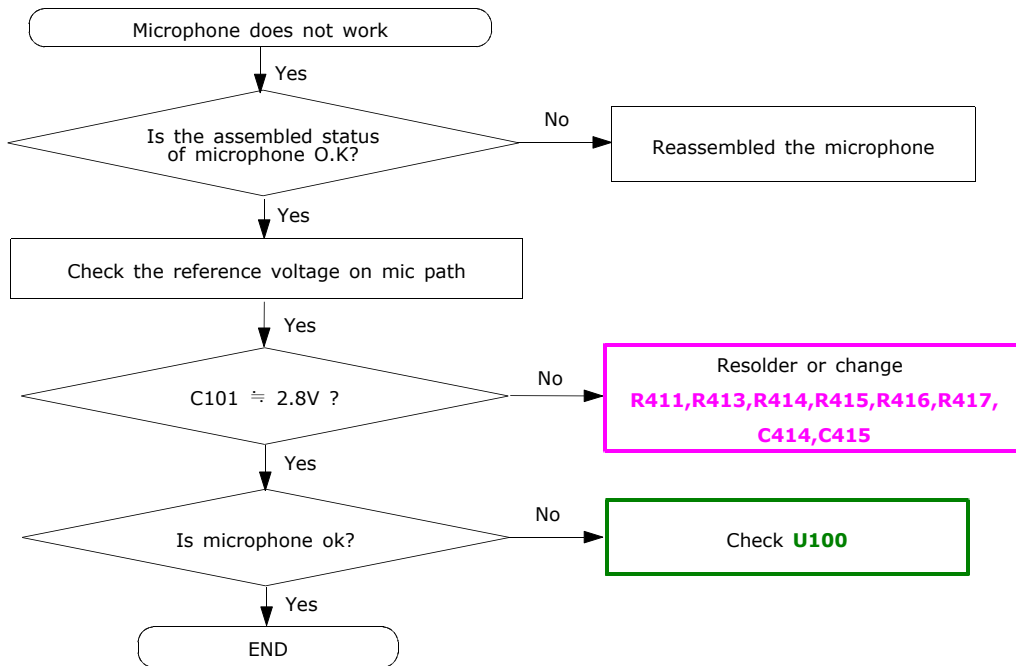 Microphone does not work
Yes
Is the assembled status
of microphone O.K?
No
Reassembled the microphone
Yes
Check the reference voltage on mic path
Yes
C101 ≒ 2.8V ?
No
Resolder or change
R411,R413,R414,R415,R416,R417,
C414,C415
Yes
Is microphone ok?
No
Check U100
Yes
END